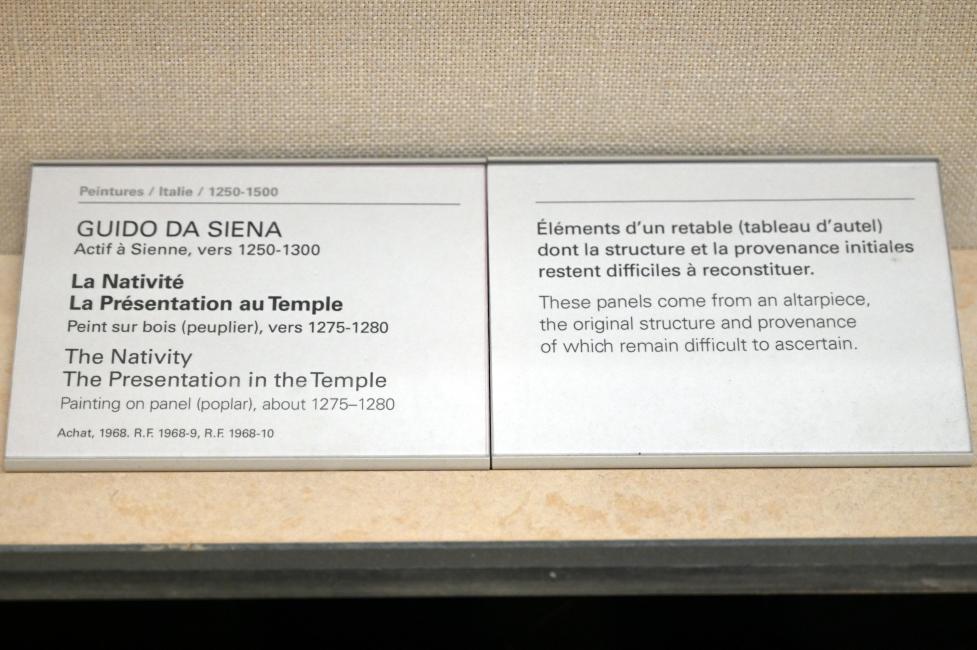 Peintures / Italie / 1250-1500
GUIDO DA SIENA
Actif à Sienne, vers 1250-1300
La Nativité
La Présentation au Temple
Peint sur bois (peuplier), vers 1275-1280
The Nativity
The Presentation in the Temple
Painting on panel (poplar), about 1275–1280
Achat, 1968. R.F. 1968-9, R.F. 1968-10
Éléments d'un retable (tableau d'autel)
dont la structure et la provenance initiales
restent difficiles à reconstituer.
These panels come from an altarpiece,
the original structure and provenance
of which remain difficult to ascertain.